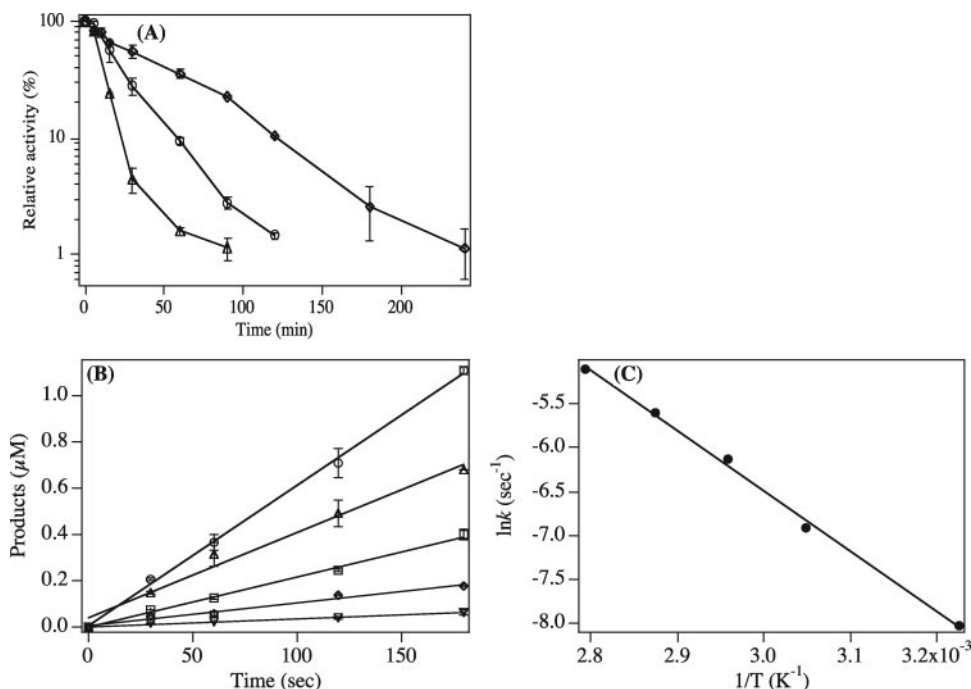 (A)
Relative activity (%)
100
10
1
0
50
100
150
200
Time (min)
(B)
Products (µM)
1.0
0.8
0.6
0.4
0.2
0.0
0
50
100
150
Time (sec)
(C)
lnk (sec⁻¹)
-5.5
-6.0
-6.5
-7.0
-7.5
-8.0
2.8
2.9
3.0
3.1
3.2x10⁻³
1/T (K⁻¹)